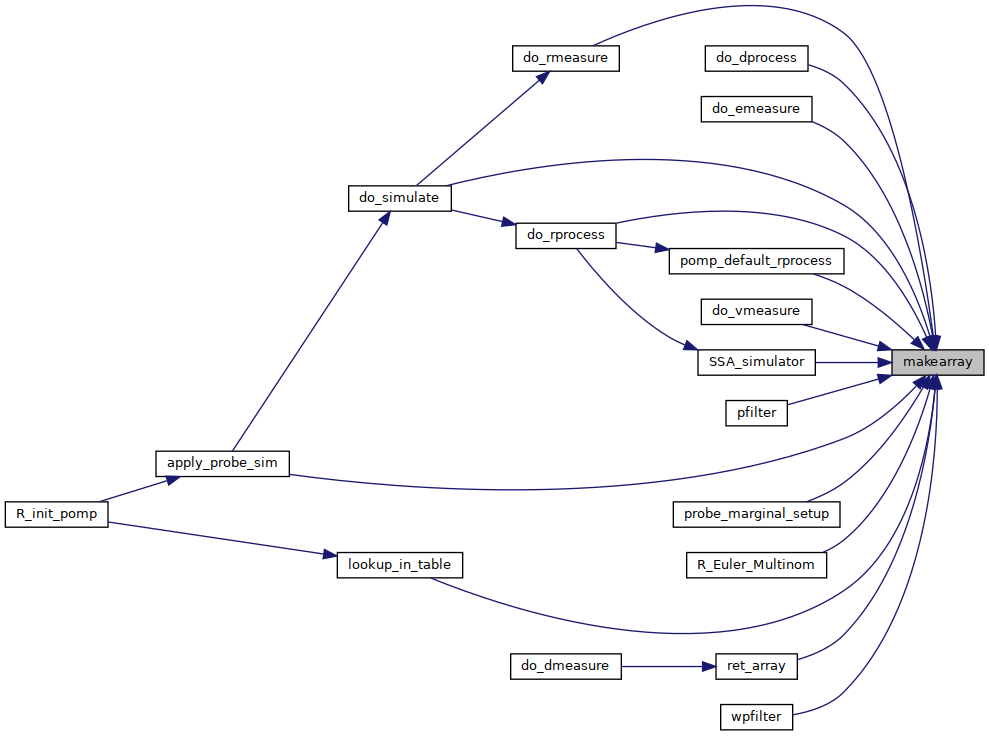 do_rmeasure
do_dprocess
do_emeasure
do_simulate
do_rprocess
pomp_default_rprocess
do_vmeasure
SSA_simulator
makearray
pfilter
apply_probe_sim
R_init_pomp
probe_marginal_setup
lookup_in_table
R_Euler_Multinom
do_dmeasure
ret_array
wpfilter